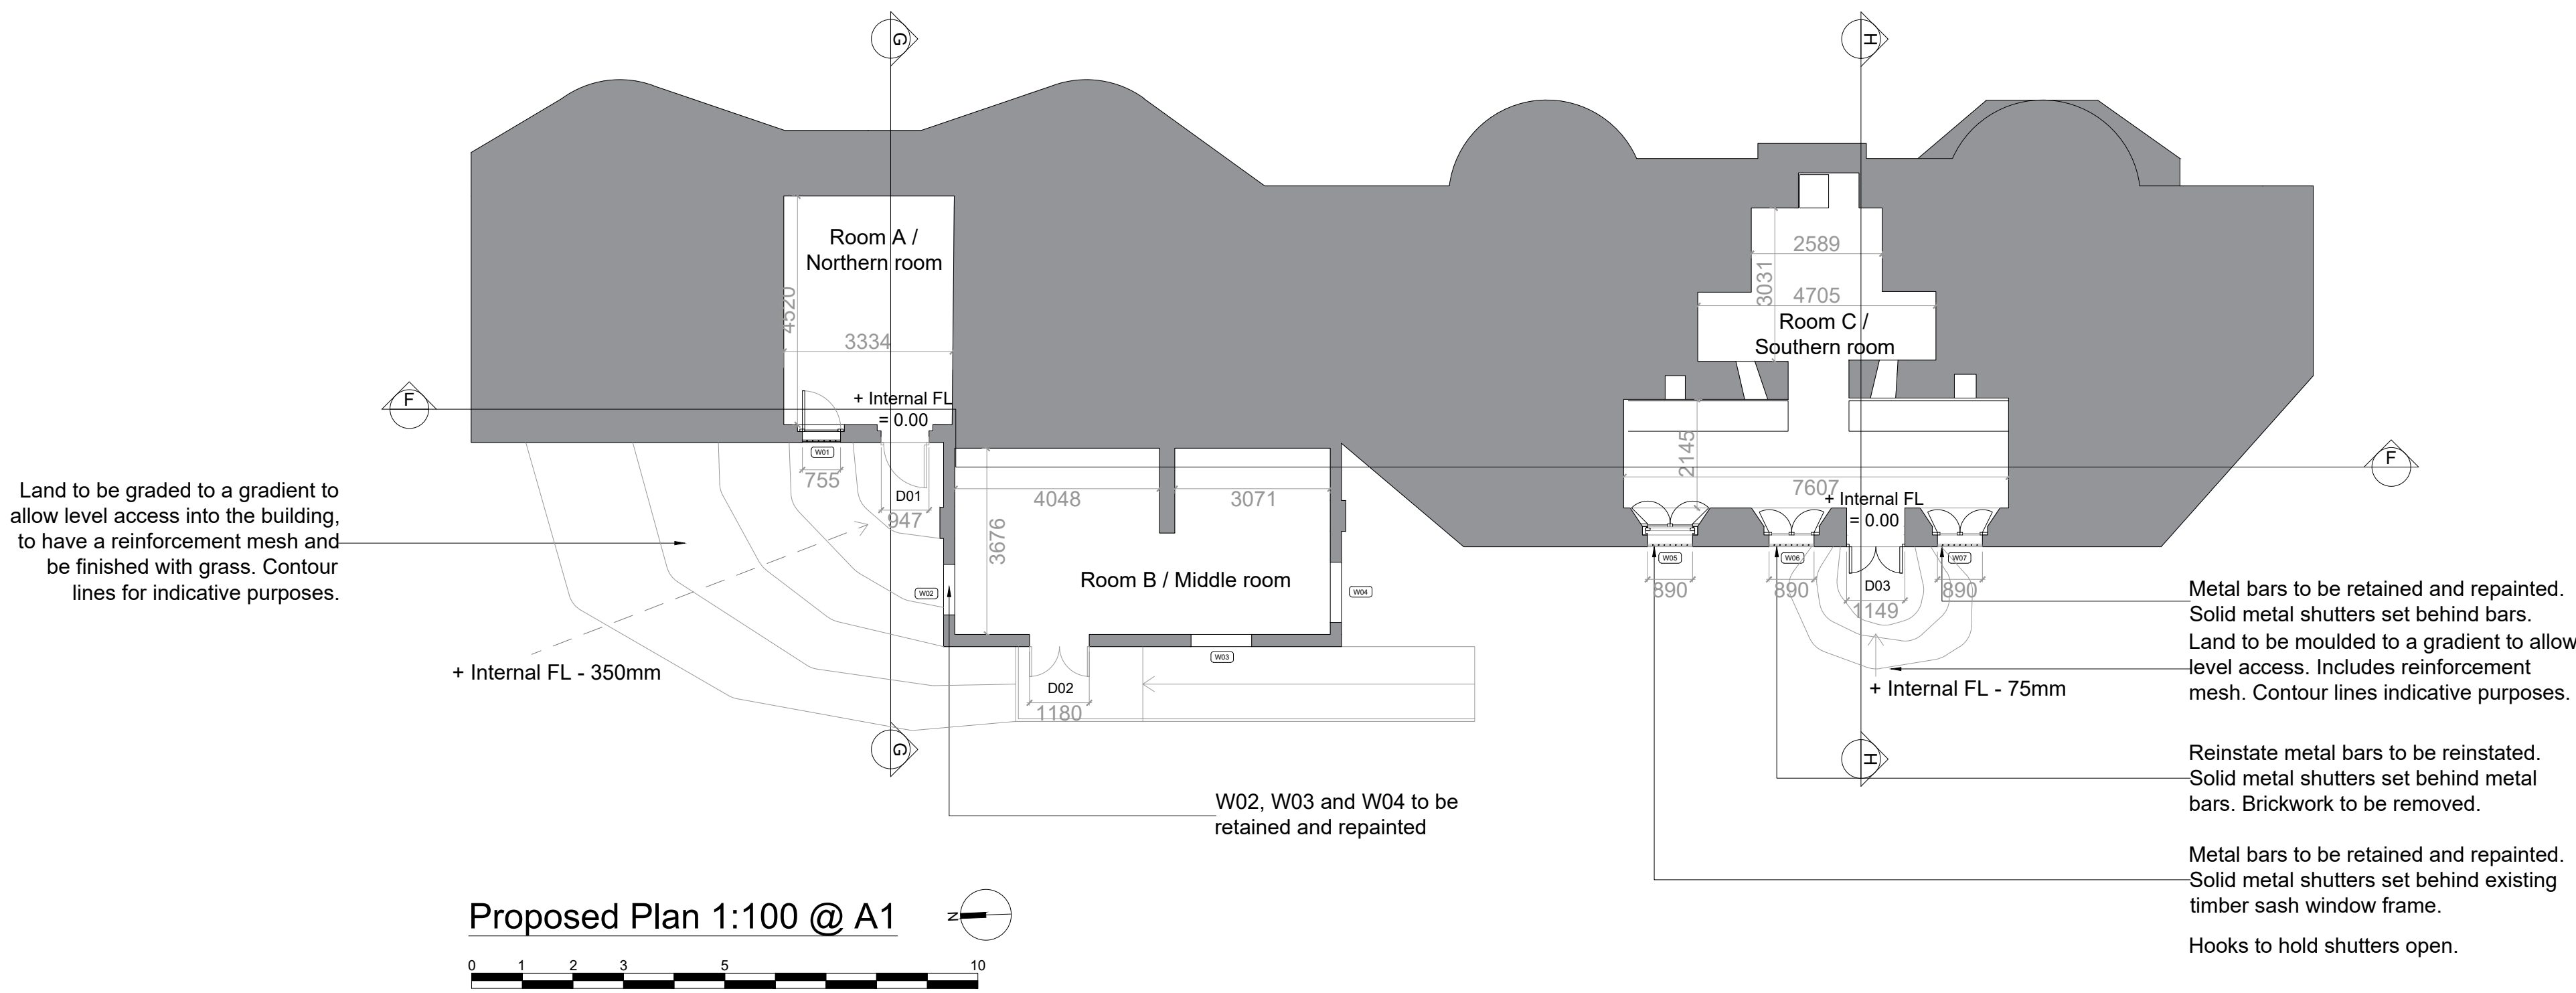 G
H
Room A /
Northern room
4520
3334
2589
3031
4705
Room C /
Southern room
F
+ Internal FL
= 0.00
W01
755
D01
947
4048
3071
3676
2145
7607
+ Internal FL
= 0.00
F
Land to be graded to a gradient to
allow level access into the building,
to have a reinforcement mesh and
be finished with grass. Contour
lines for indicative purposes.
Room B / Middle room
W02
W04
W05
W06
W07
890
890
890
D03
1149
Metal bars to be retained and repainted.
Solid metal shutters set behind bars.
Land to be moulded to a gradient to allow
level access. Includes reinforcement
mesh. Contour lines indicative purposes.
+ Internal FL - 350mm
W03
D02
1180
+ Internal FL - 75mm
G
H
Reinstate metal bars to be reinstated.
Solid metal shutters set behind metal
bars. Brickwork to be removed.
W02, W03 and W04 to be
retained and repainted
Metal bars to be retained and repainted.
Solid metal shutters set behind existing
timber sash window frame.
Hooks to hold shutters open.
Proposed Plan 1:100 @ A1
N
0 1 2 3 5 10